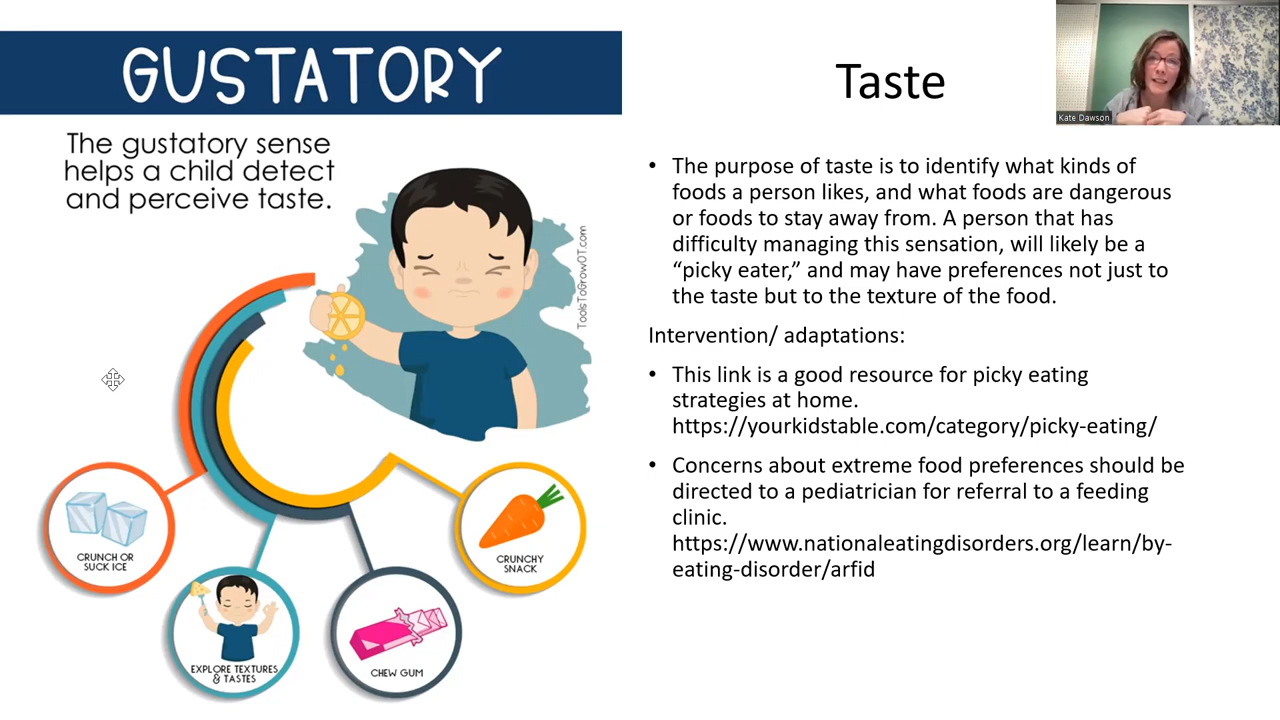 GUSTATORY
The gustatory sense
helps a child detect
and perceive taste.
ToolsToGrowOT.com
CRUNCH OR
SUCK ICE
EXPLORE TEXTURES
& TASTES
CHEW GUM
CRUNCHY
SNACK
Taste
Kate Dawson
• The purpose of taste is to identify what kinds of
foods a person likes, and what foods are dangerous
or foods to stay away from. A person that has
difficulty managing this sensation, will likely be a
“picky eater,” and may have preferences not just to
the taste but to the texture of the food.
Intervention/ adaptations:
• This link is a good resource for picky eating
strategies at home.
https://yourkidstable.com/category/picky-eating/
• Concerns about extreme food preferences should be
directed to a pediatrician for referral to a feeding
clinic.
https://www.nationaleatingdisorders.org/learn/by-
eating-disorder/arfid